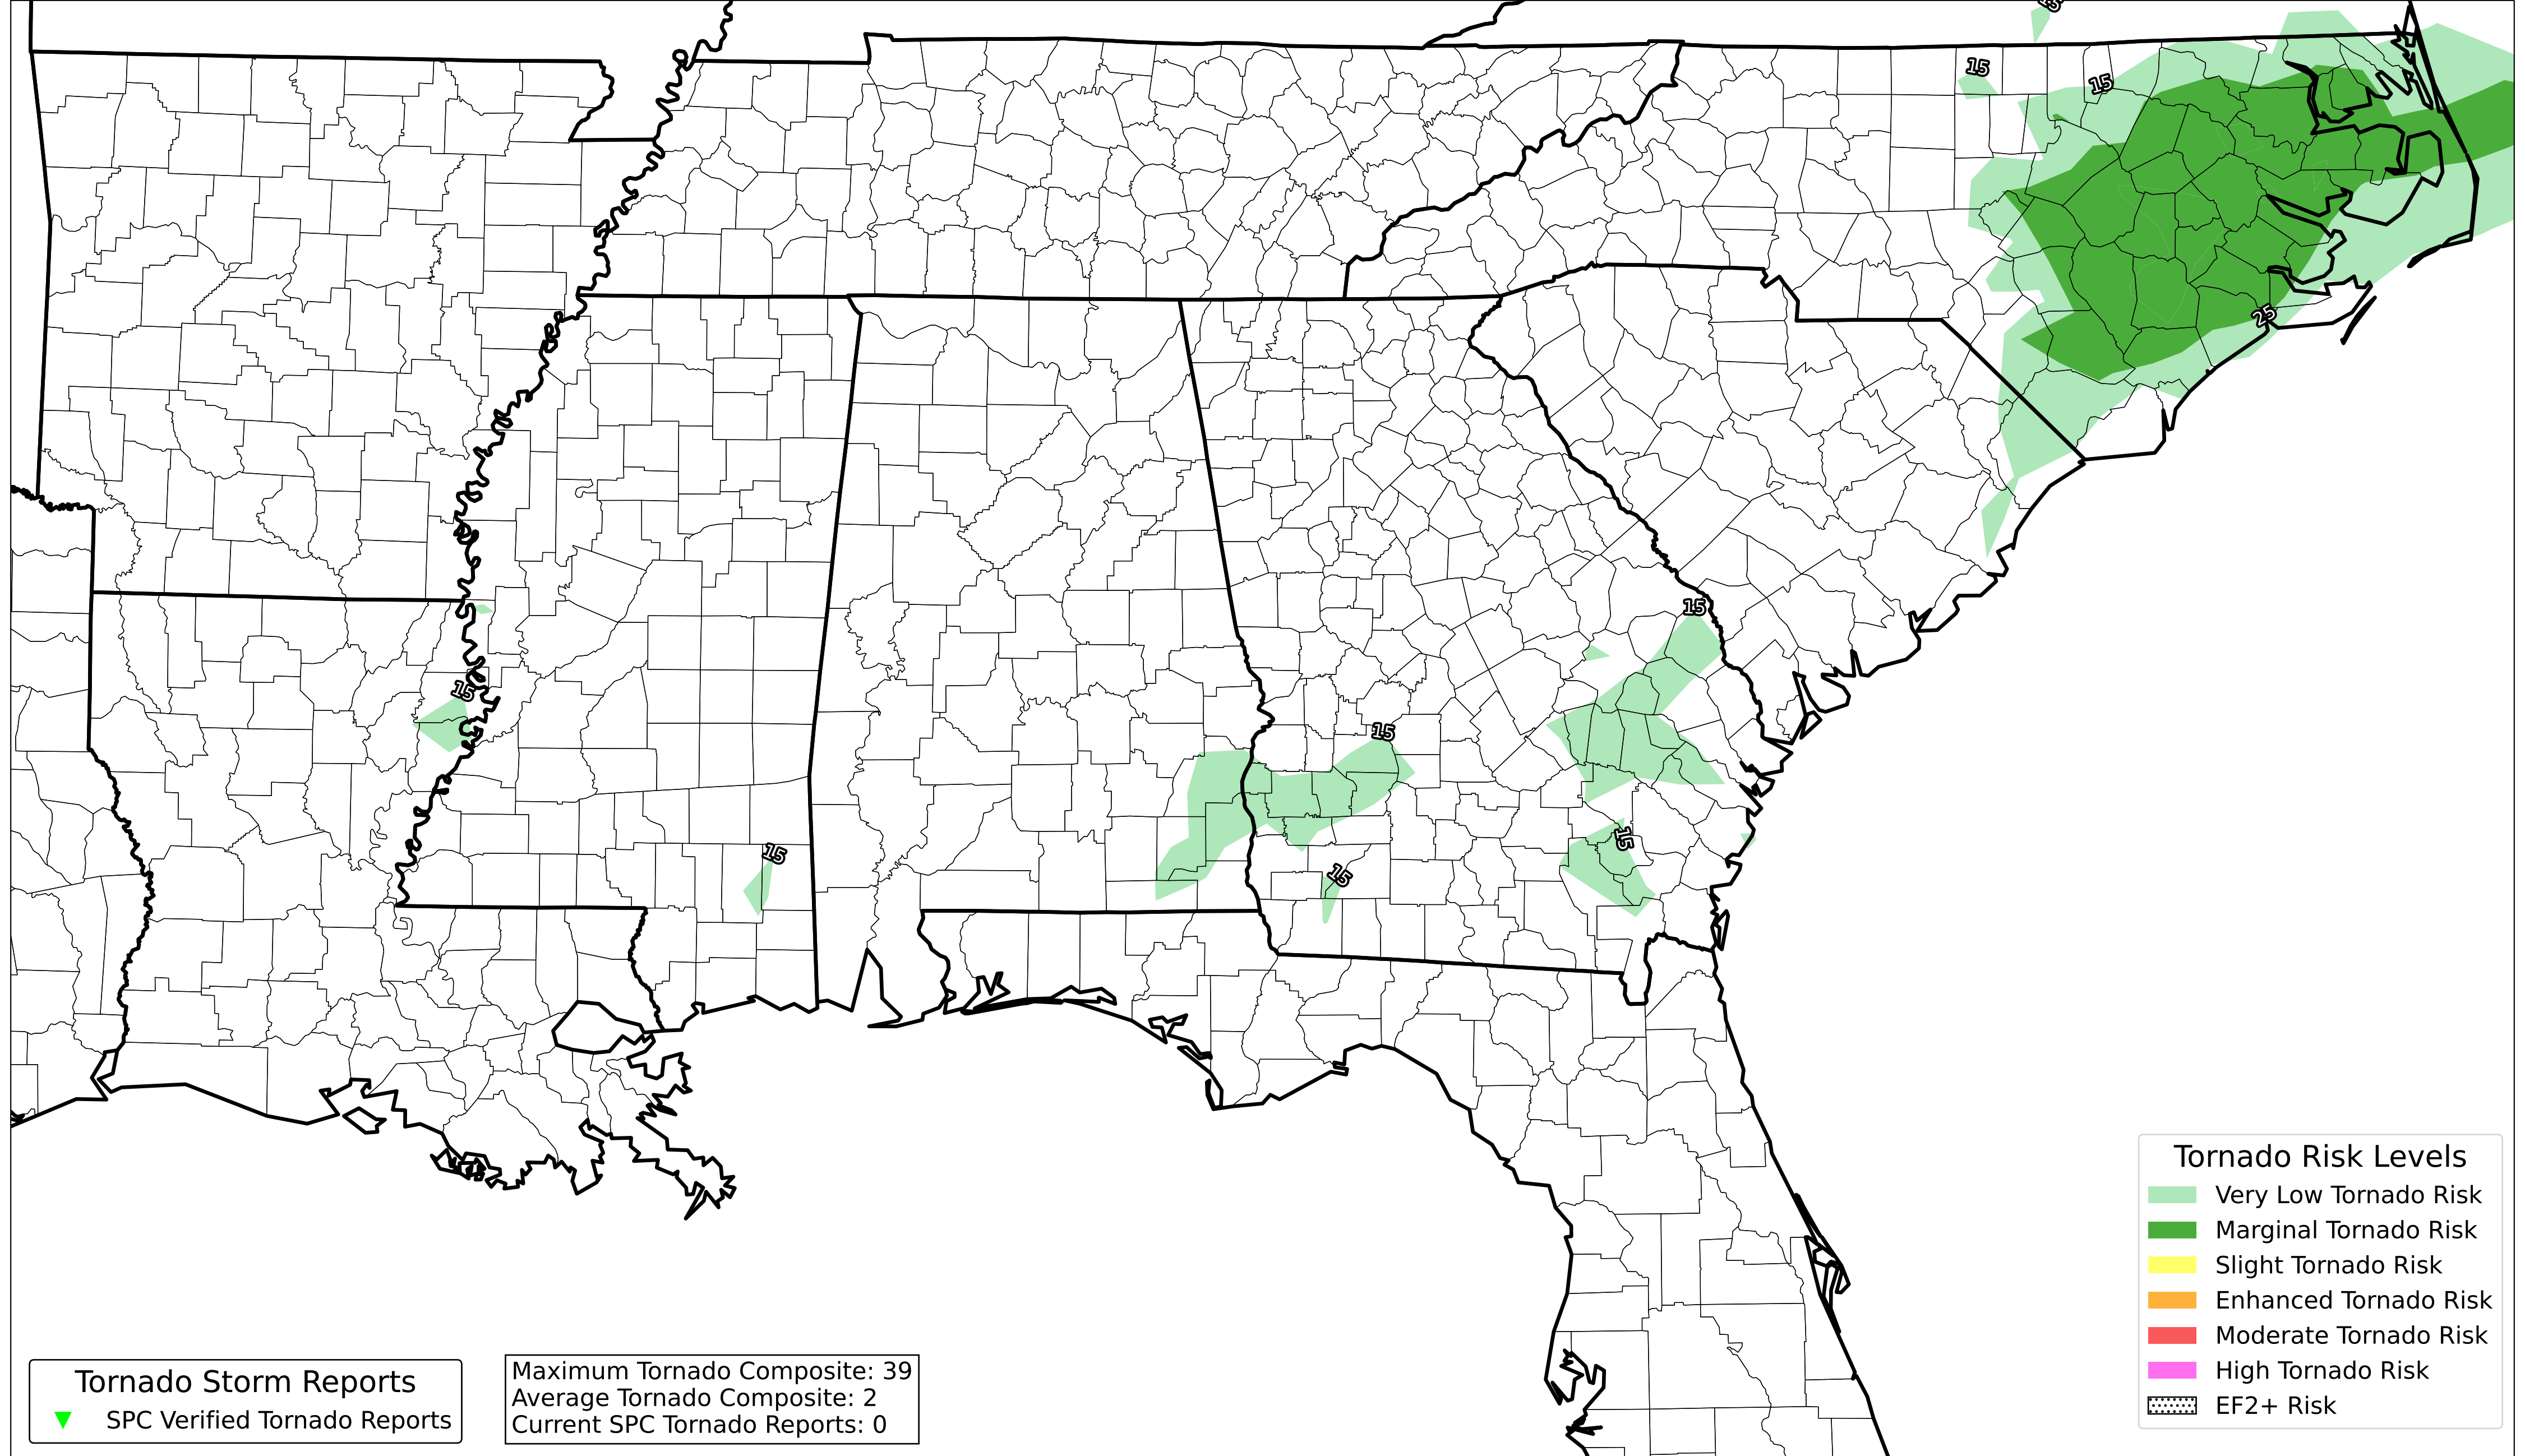 15
15
15
25
15
15
15
15
15
15
Tornado Risk Levels
Very Low Tornado Risk
Marginal Tornado Risk
Slight Tornado Risk
Enhanced Tornado Risk
Moderate Tornado Risk
High Tornado Risk
EF2+ Risk
Tornado Storm Reports
SPC Verified Tornado Reports
Maximum Tornado Composite: 39
Average Tornado Composite: 2
Current SPC Tornado Reports: 0